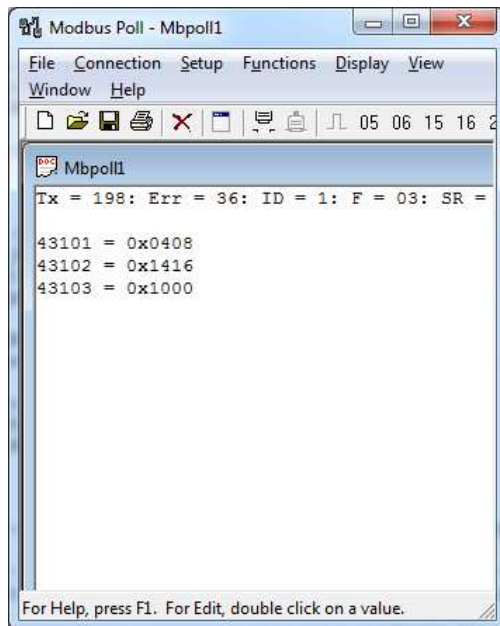 Modbus Poll - Mbpoll1
File Connection Setup Functions Display View
Window Help
05 06 15 16
Mbpoll1
Tx = 198: Err = 36: ID = 1: F = 03: SR =
43101 = 0x0408
43102 = 0x1416
43103 = 0x1000
For Help, press F1. For Edit, double click on a value.